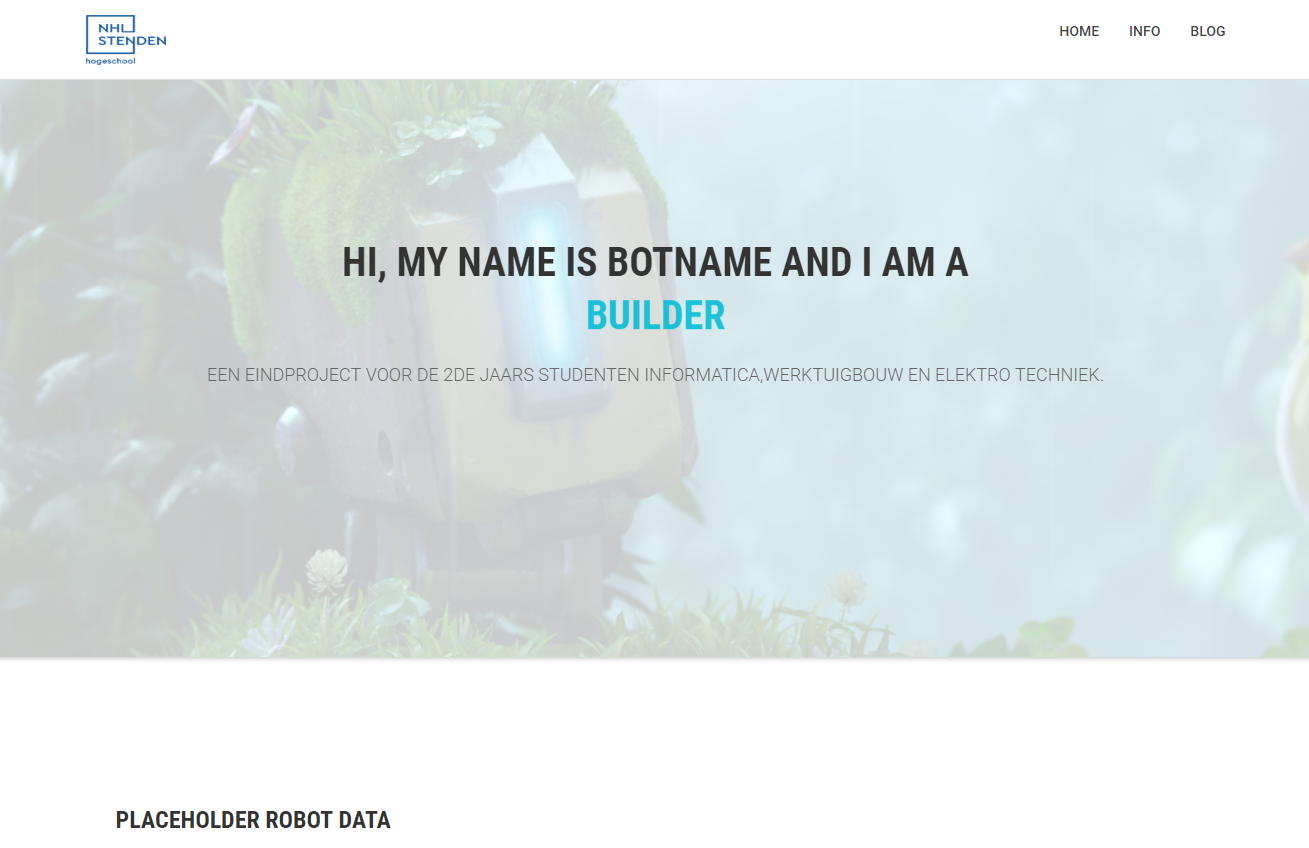 NHL
STENDEN
hogeschool
HOME INFO BLOG
HI, MY NAME IS BOTNAME AND I AM A
BUILDER
EEN EINDPROJECT VOOR DE 2DE JAARS STUDENTEN INFORMATICA,WERKTUIGBOUW EN ELEKTRO TECHNIEK.
PLACEHOLDER ROBOT DATA